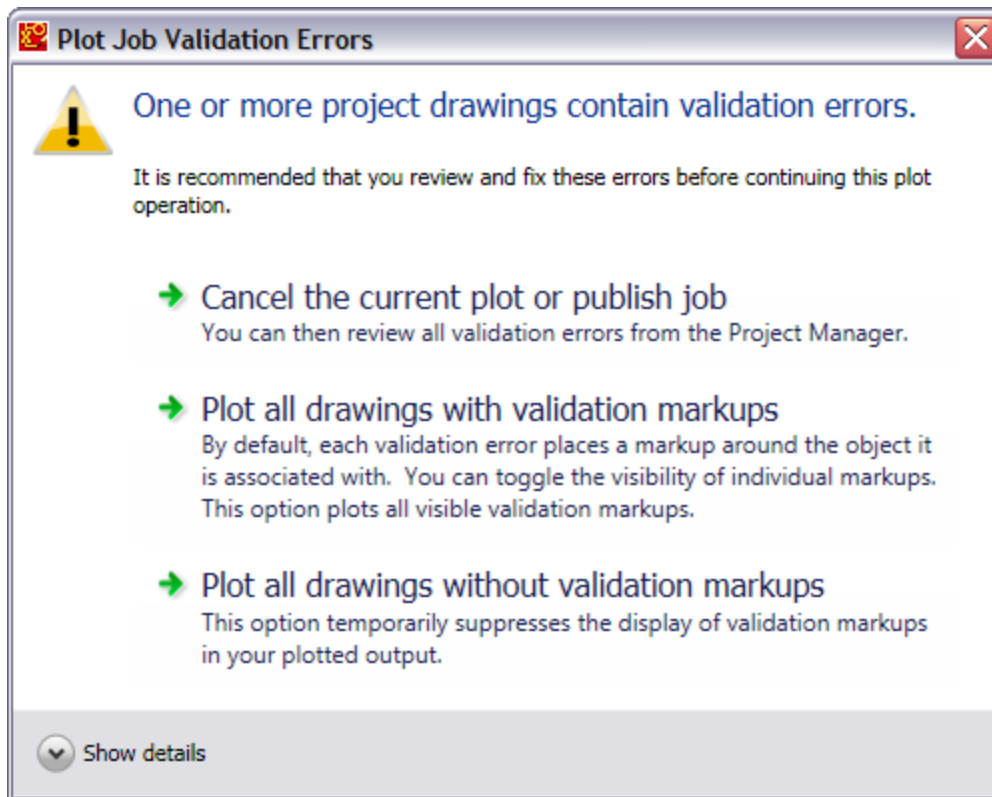 Plot Job Validation Errors
One or more project drawings contain validation errors.
It is recommended that you review and fix these errors before continuing this plot
operation.
Cancel the current plot or publish job
You can then review all validation errors from the Project Manager.
Plot all drawings with validation markups
By default, each validation error places a markup around the object it
is associated with.  You can toggle the visibility of individual markups.
This option plots all visible validation markups.
Plot all drawings without validation markups
This option temporarily suppresses the display of validation markups
in your plotted output.
Show details